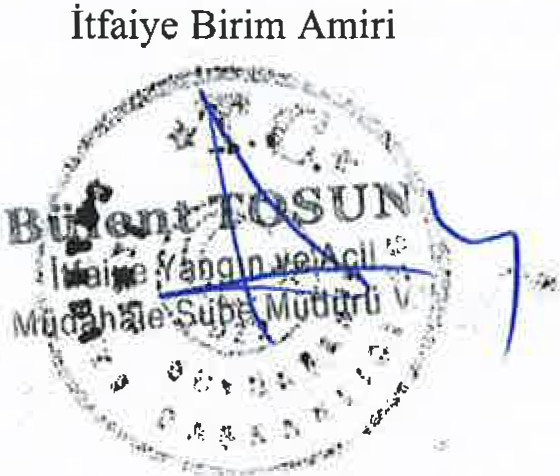 İtfaiye Birim Amiri
T.C.
Bülent TOSUN
İtfaiye Yangın ve Acil
Müdahale Şube Müdürü V.